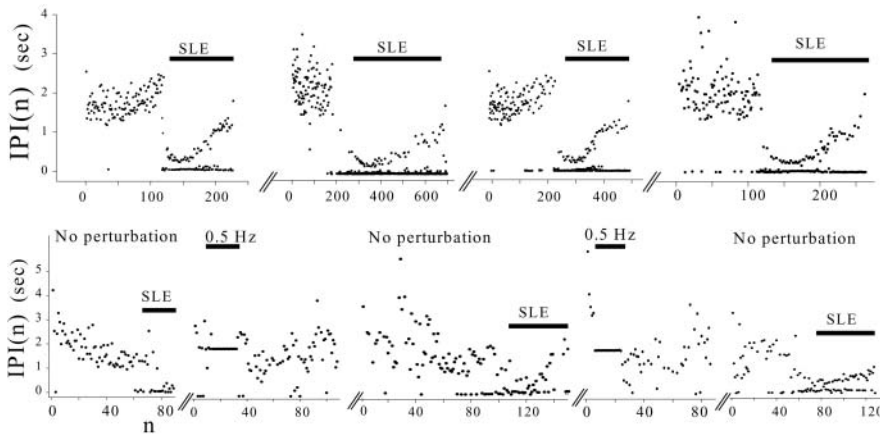 4
SLE SLE SLE SLE
3
2
1
0
IPI(n) (sec)
0 100 200 0 200 400 600 0 200 400 0 100 200
No perturbation 0.5 Hz No perturbation 0.5 Hz No perturbation
5
4
SLE SLE SLE
3
2
1
0
IPI(n) (sec)
0 40 80 0 40 80 0 40 80 120 0 40 80 0 40 80 120
n